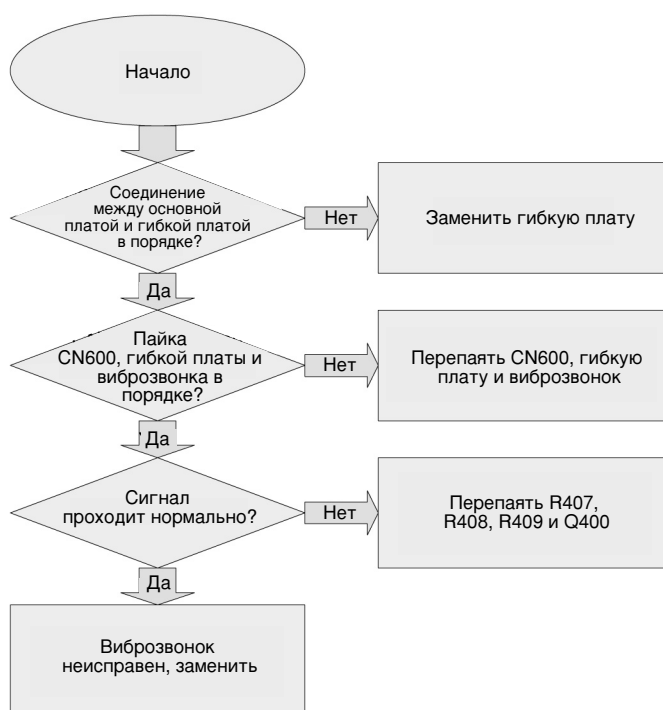 Начало
Соединение
между основной
платой и гибкой платой
в порядке?
Нет
Заменить гибкую плату
Да
Пайка
CN600, гибкой платы и
виброзвонка в
порядке?
Нет
Перепаять CN600, гибкую
плату и виброзвонок
Да
Сигнал
проходит нормально?
Нет
Перепаять R407,
R408, R409 и Q400
Да
Виброзвонок
неисправен, заменить